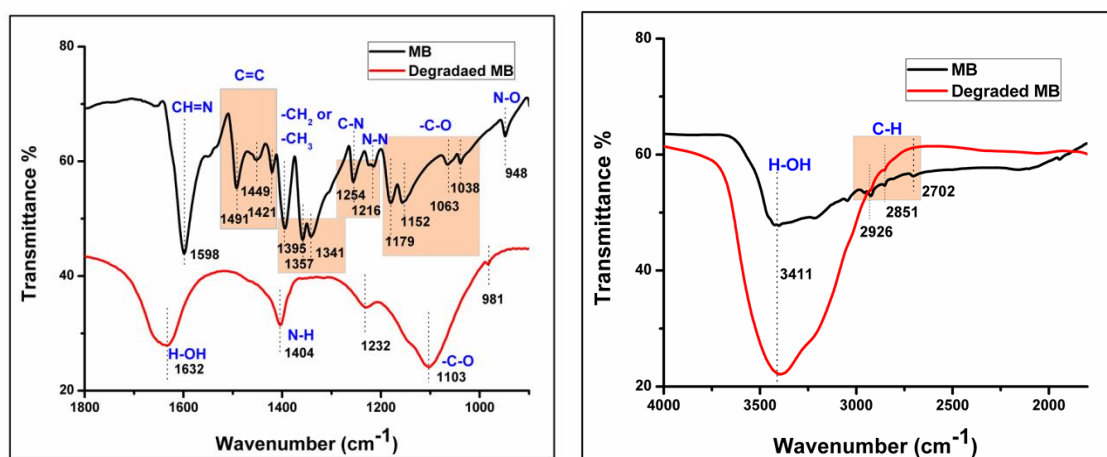 MB
Degradaed MB
C=C
CH=N
-CH₂ or
-CH₃
C-N
N-N
-C-O
N-O
1598
1491
1449
1421
1395
1357
1341
1254
1216
1179
1152
1063
1038
948
H-OH
1632
N-H
1404
1232
-C-O
1103
981
80
60
40
20
Transmittance %
1800
1600
1400
1200
1000
Wavenumber (cm⁻¹)
MB
Degraded MB
H-OH
C-H
3411
2926
2851
2702
80
60
40
20
Transmittance %
4000
3500
3000
2500
2000
Wavenumber (cm⁻¹)